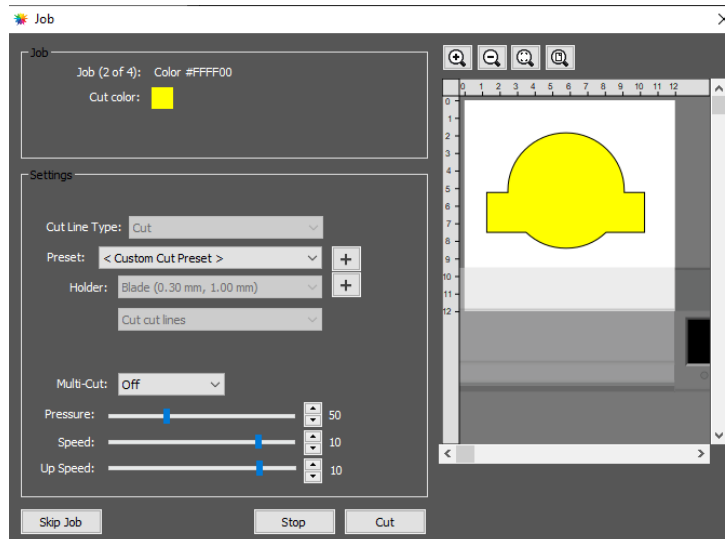 Job
Job
Job (2 of 4): Color #FFFF00
Cut color:
Settings
Cut Line Type: Cut
Preset: < Custom Cut Preset > +
Holder: Blade (0.30 mm, 1.00 mm) +
Cut cut lines
Multi-Cut: Off
Pressure: 50
Speed: 10
Up Speed: 10
Skip Job Stop Cut
0 1 2 3 4 5 6 7 8 9 10 11 12
0
1
2
3
4
5
6
7
8
9
10
11
12